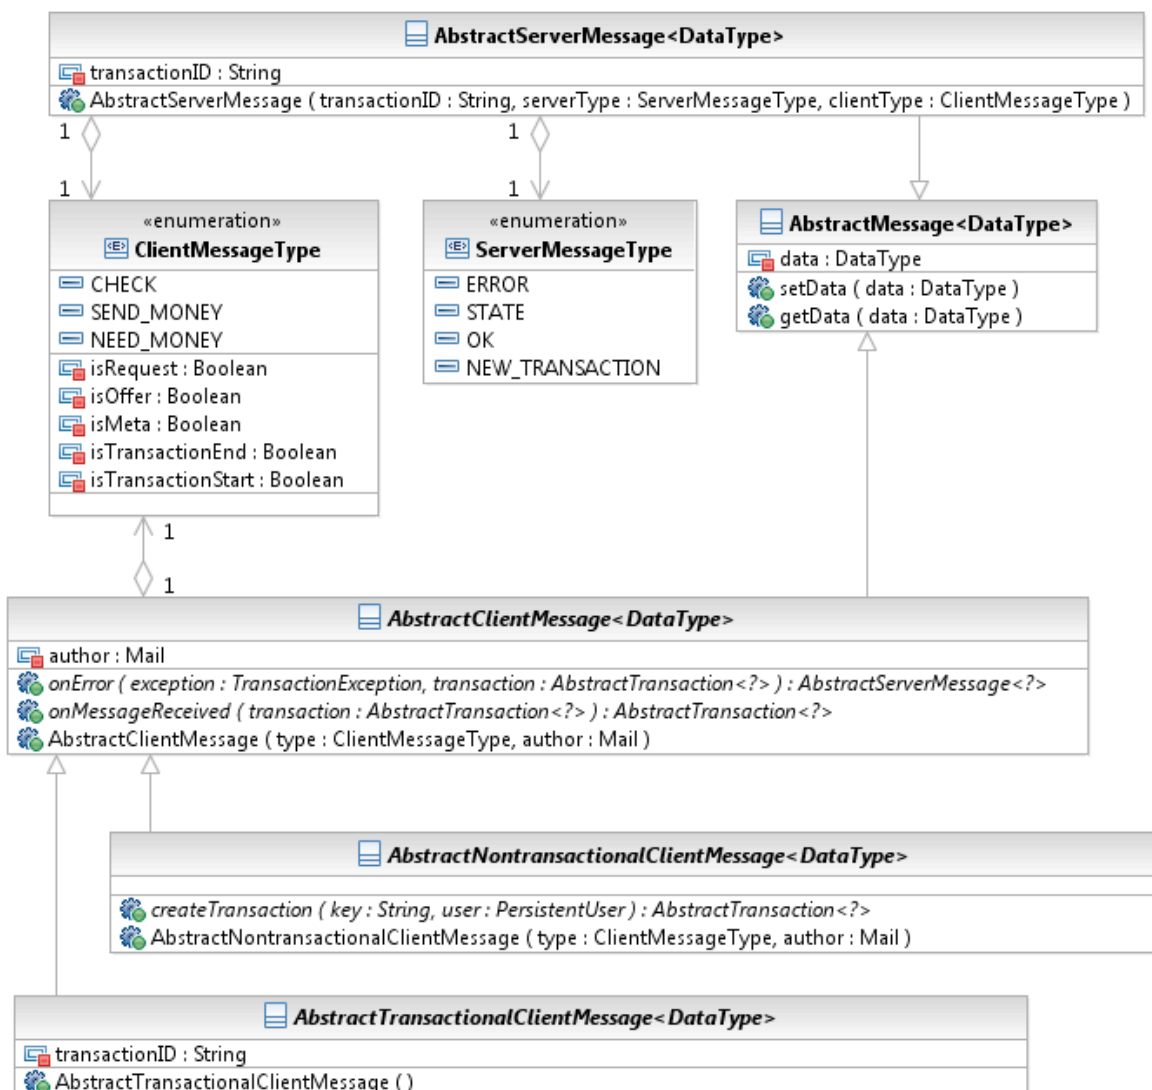 AbstractServerMessage<DataType>
transactionID : String
AbstractServerMessage ( transactionID : String, serverType : ServerMessageType, clientType : ClientMessageType )
1
1
1
1
«enumeration»
<E> ClientMessageType
CHECK
SEND_MONEY
NEED_MONEY
isRequest : Boolean
isOffer : Boolean
isMeta : Boolean
isTransactionEnd : Boolean
isTransactionStart : Boolean
«enumeration»
<E> ServerMessageType
ERROR
STATE
OK
NEW_TRANSACTION
AbstractMessage<DataType>
data : DataType
setData ( data : DataType )
getData ( data : DataType )
1
1
AbstractClientMessage<DataType>
author : Mail
onError ( exception : TransactionException, transaction : AbstractTransaction<?> ) : AbstractServerMessage<?>
onMessageReceived ( transaction : AbstractTransaction<?> ) : AbstractTransaction<?>
AbstractClientMessage ( type : ClientMessageType, author : Mail )
AbstractNontransactionalClientMessage<DataType>
createTransaction ( key : String, user : PersistentUser ) : AbstractTransaction<?>
AbstractNontransactionalClientMessage ( type : ClientMessageType, author : Mail )
AbstractTransactionalClientMessage<DataType>
transactionID : String
AbstractTransactionalClientMessage ( )